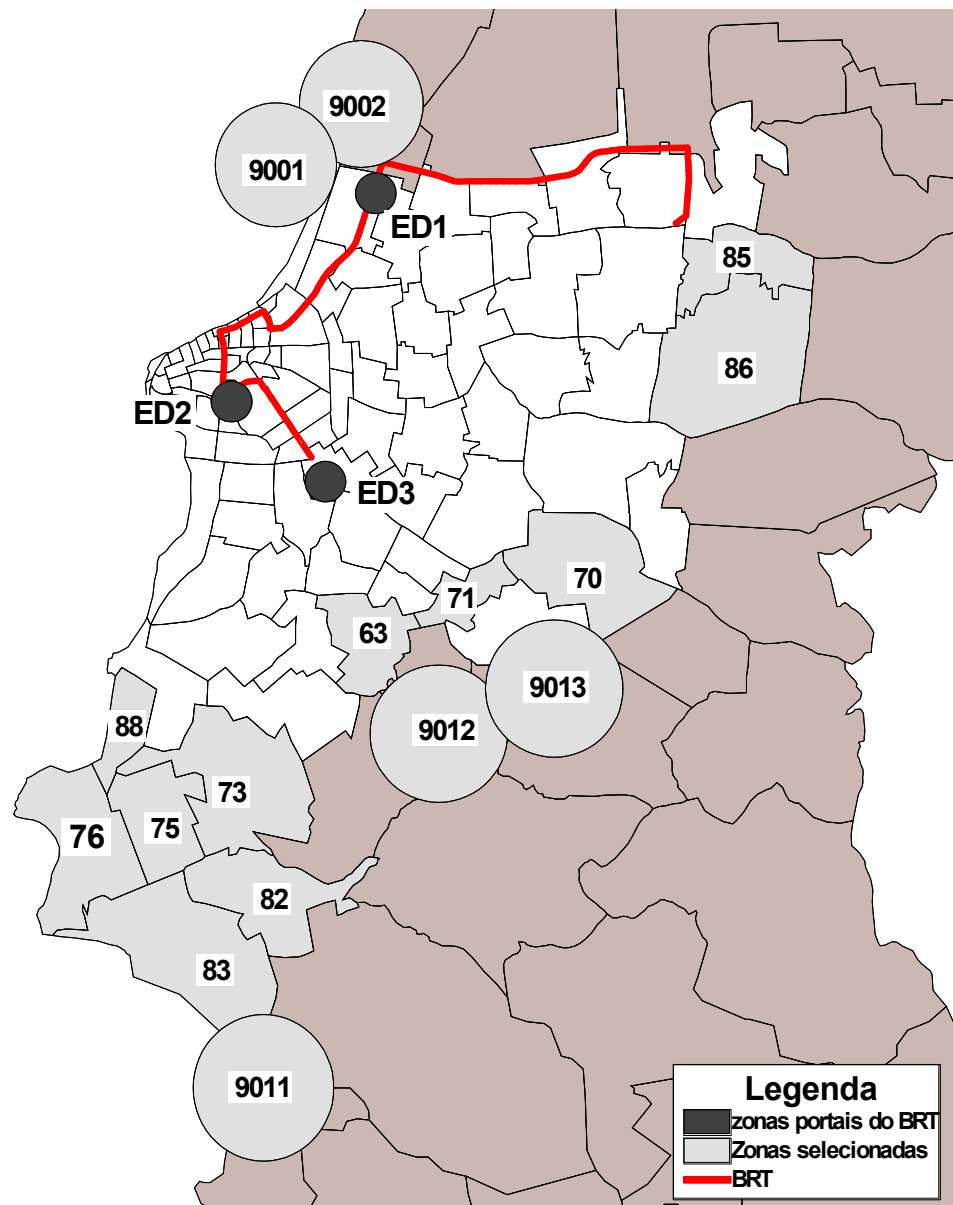 9002
9001
ED1
85
86
ED2
ED3
70
71
63
9013
9012
88
73
76
75
82
83
9011
Legenda
zonas portais do BRT
Zonas selecionadas
BRT